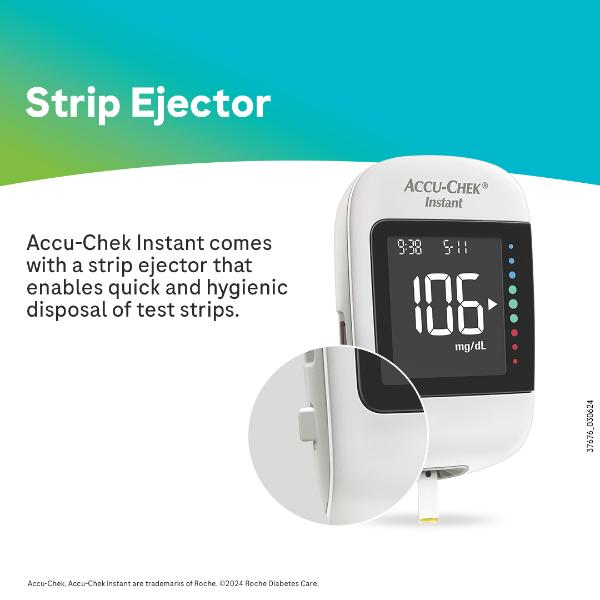 Strip Ejector
Accu-Chek Instant comes
with a strip ejector that
enables quick and hygienic
disposal of test strips.
ACCU-CHEK®
Instant
9:38 5-11
106
mg/dL
37676_030624
Accu-Chek, Accu-Chek Instant are trademarks of Roche. ©2024 Roche Diabetes Care.